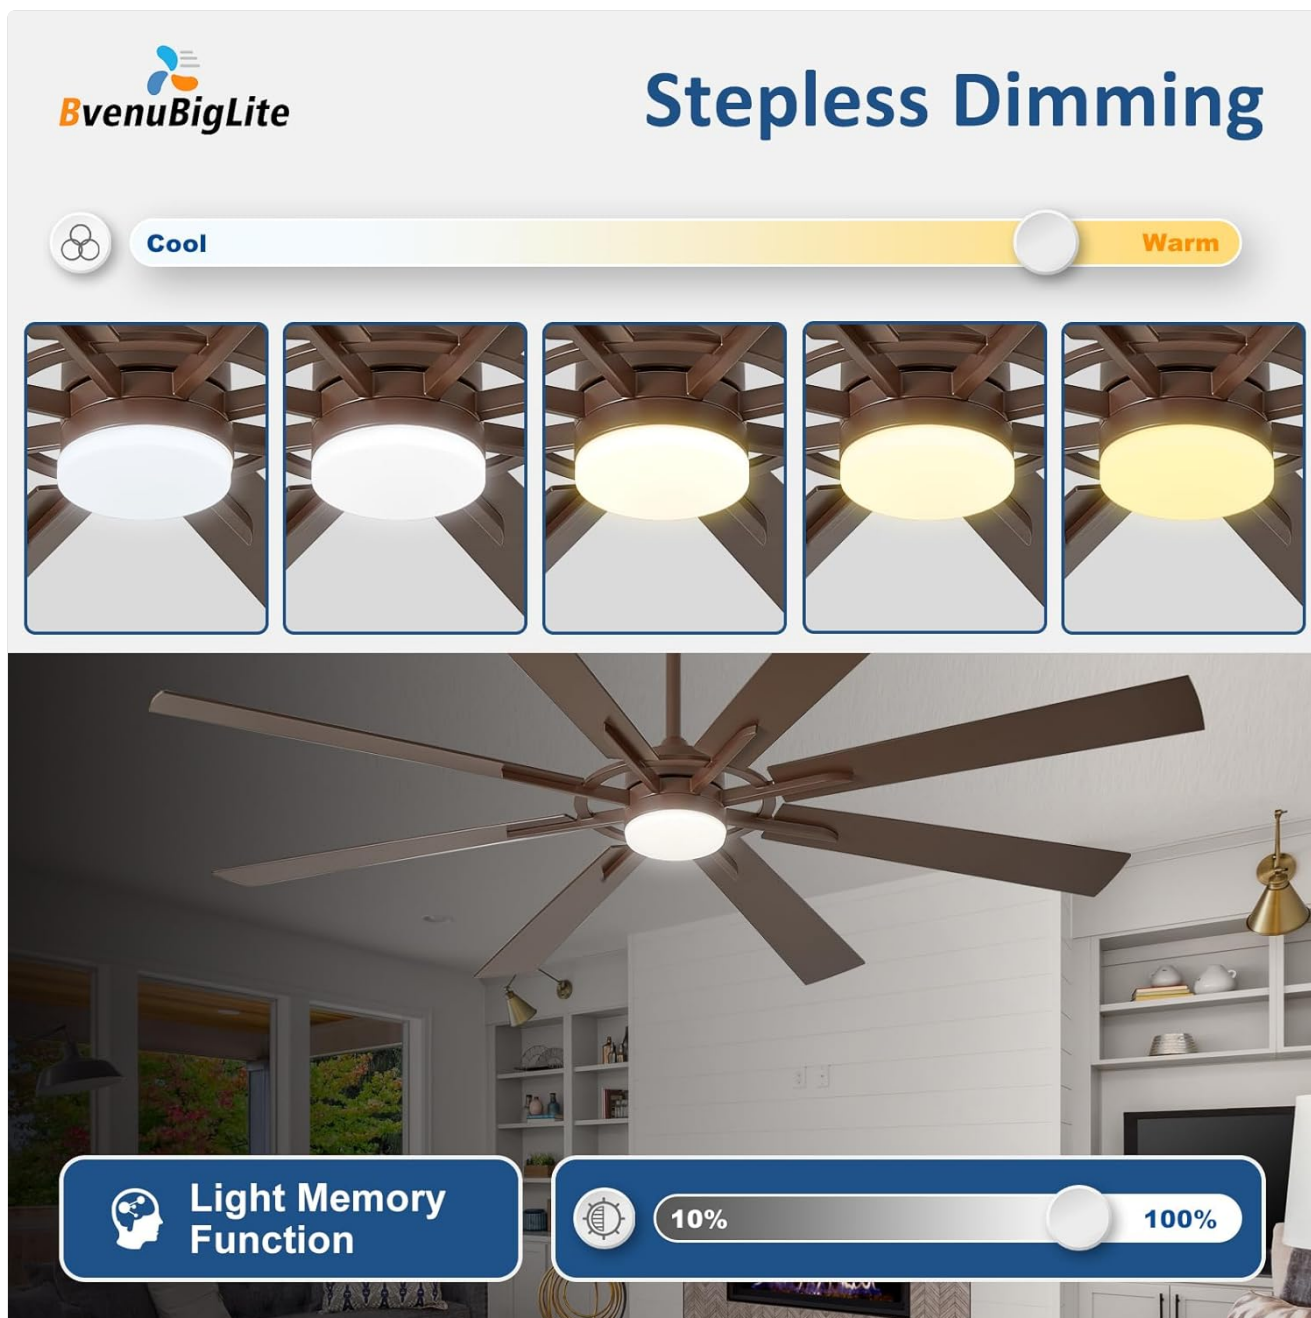 BvenuBigLite
Stepless Dimming
Cool
Warm
Light Memory
Function
10%
100%